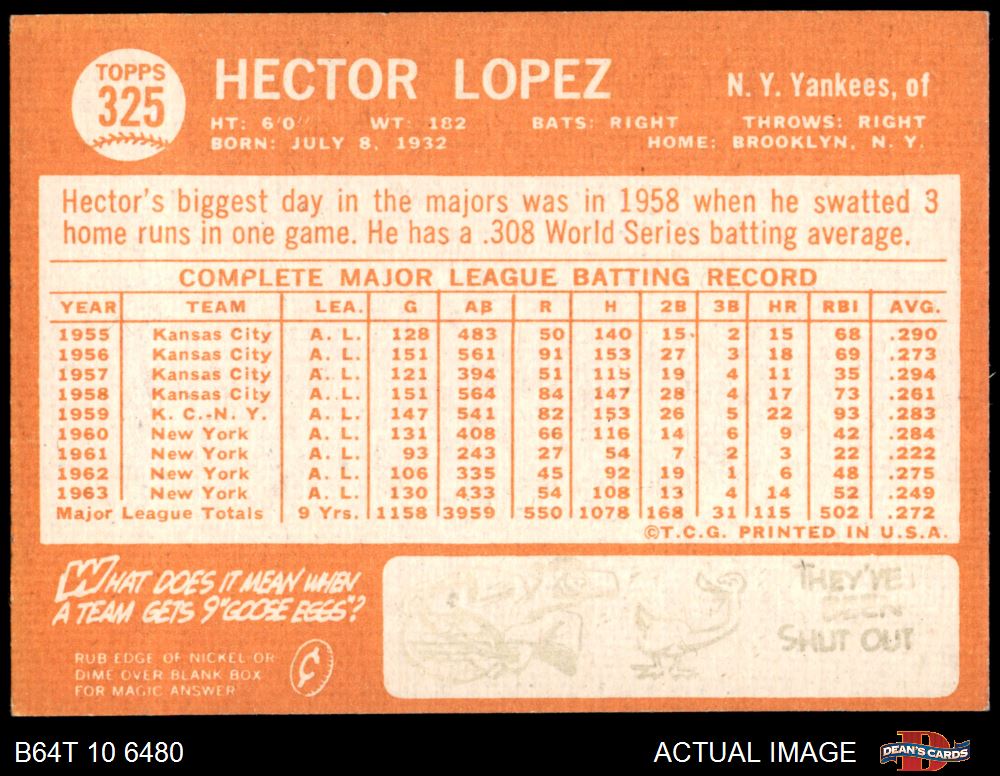 TOPPS
325
HECTOR LOPEZ
N. Y. Yankees, of
HT: 6'0" WT: 182 BATS: RIGHT THROWS: RIGHT
BORN: JULY 8, 1932 HOME: BROOKLYN, N. Y.
Hector's biggest day in the majors was in 1958 when he swatted 3
home runs in one game. He has a .308 World Series batting average.
COMPLETE MAJOR LEAGUE BATTING RECORD
YEAR TEAM LEA. G AB R H 2B 3B HR RBI AVG.
1955 Kansas City A. L. 128 483 50 140 15 2 15 68 .290
1956 Kansas City A. L. 151 561 91 153 27 3 18 69 .273
1957 Kansas City A. L. 121 394 51 115 19 4 11 35 .294
1958 Kansas City A. L. 151 564 84 147 28 4 17 73 .261
1959 K. C.-N. Y. A. L. 147 541 82 153 26 5 22 93 .283
1960 New York A. L. 131 408 66 116 14 6 9 42 .284
1961 New York A. L. 93 243 27 54 7 2 3 22 .222
1962 New York A. L. 106 335 45 92 19 1 6 48 .275
1963 New York A. L. 130 433 54 108 13 4 14 52 .249
Major League Totals 9 Yrs. 1158 3959 550 1078 168 31 115 502 .272
©T.C.G. PRINTED IN U.S.A.
WHAT DOES IT MEAN WHEN
A TEAM GETS 9 "GOOSE EGGS"?
RUB EDGE OF NICKEL OR
DIME OVER BLANK BOX
FOR MAGIC ANSWER
THEY'VE
BEEN
SHUT OUT
B64T 10 6480
ACTUAL IMAGE
DEAN'S CARDS